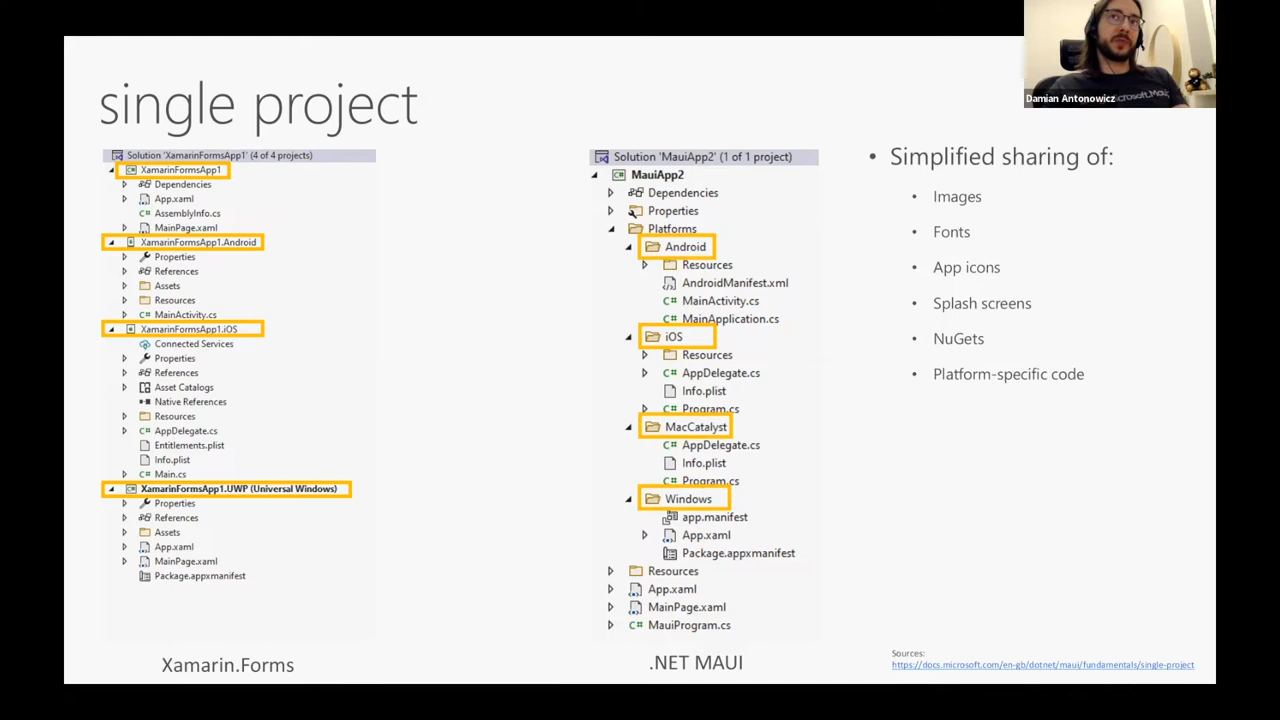 single project
Solution 'XamarinFormsApp1' (4 of 4 projects)
XamarinFormsApp1
Dependencies
App.xaml
AssemblyInfo.cs
MainPage.xaml
XamarinFormsApp1.Android
Properties
References
Assets
Resources
MainActivity.cs
XamarinFormsApp1.iOS
Connected Services
Properties
References
Asset Catalogs
Native References
Resources
AppDelegate.cs
Entitlements.plist
Info.plist
Main.cs
XamarinFormsApp1.UWP (Universal Windows)
Properties
References
Assets
App.xaml
MainPage.xaml
Package.appxmanifest
Xamarin.Forms
Solution 'MauiApp2' (1 of 1 project)
MauiApp2
Dependencies
Properties
Platforms
Android
Resources
AndroidManifest.xml
MainActivity.cs
MainApplication.cs
iOS
Resources
AppDelegate.cs
Info.plist
Program.cs
MacCatalyst
AppDelegate.cs
Info.plist
Program.cs
Windows
app.manifest
App.xaml
Package.appxmanifest
Resources
App.xaml
MainPage.xaml
MauiProgram.cs
.NET MAUI
• Simplified sharing of:
• Images
• Fonts
• App icons
• Splash screens
• NuGets
• Platform-specific code
Sources:
https://docs.microsoft.com/en-gb/dotnet/maui/fundamentals/single-project
Damian Antonowicz